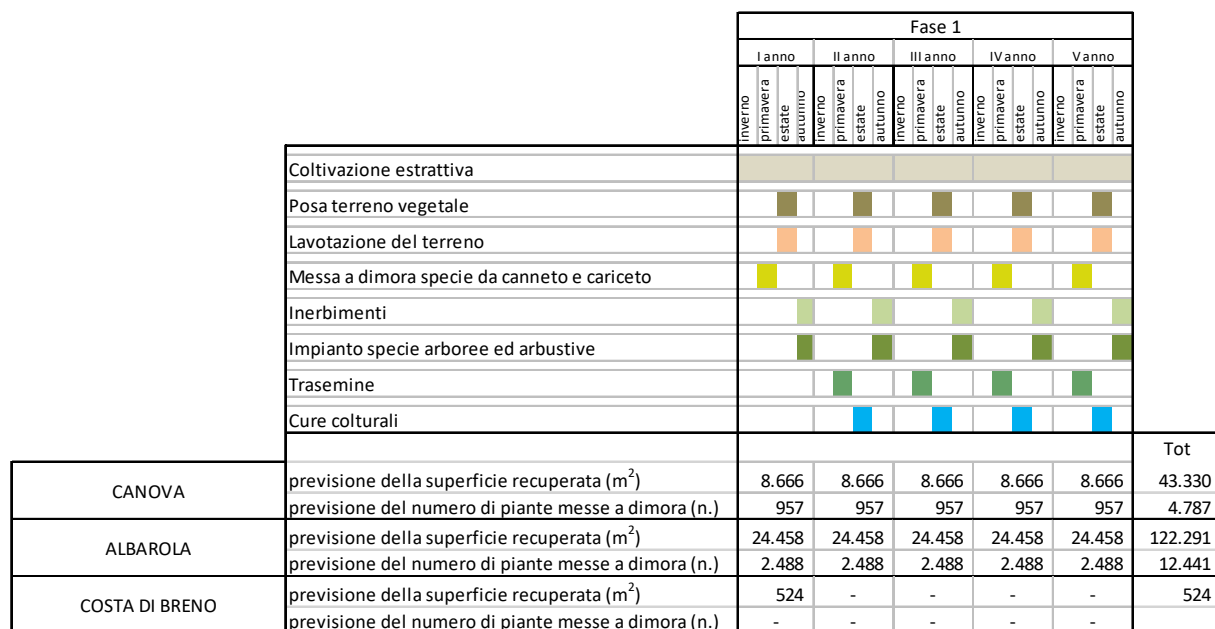 Fase 1
I anno II anno III anno IV anno V anno
inverno primavera estate autunno inverno primavera estate autunno inverno primavera estate autunno inverno primavera estate autunno inverno primavera estate autunno
Coltivazione estrattiva
Posa terreno vegetale
Lavotazione del terreno
Messa a dimora specie da canneto e cariceto
Inerbimenti
Impianto specie arboree ed arbustive
Trasemine
Cure colturali
Tot
CANOVA
previsione della superficie recuperata (m²) 8.666 8.666 8.666 8.666 8.666 43.330
previsione del numero di piante messe a dimora (n.) 957 957 957 957 957 4.787
ALBAROLA
previsione della superficie recuperata (m²) 24.458 24.458 24.458 24.458 24.458 122.291
previsione del numero di piante messe a dimora (n.) 2.488 2.488 2.488 2.488 2.488 12.441
COSTA DI BRENO
previsione della superficie recuperata (m²) 524 - - - - 524
previsione del numero di piante messe a dimora (n.) - - - - -